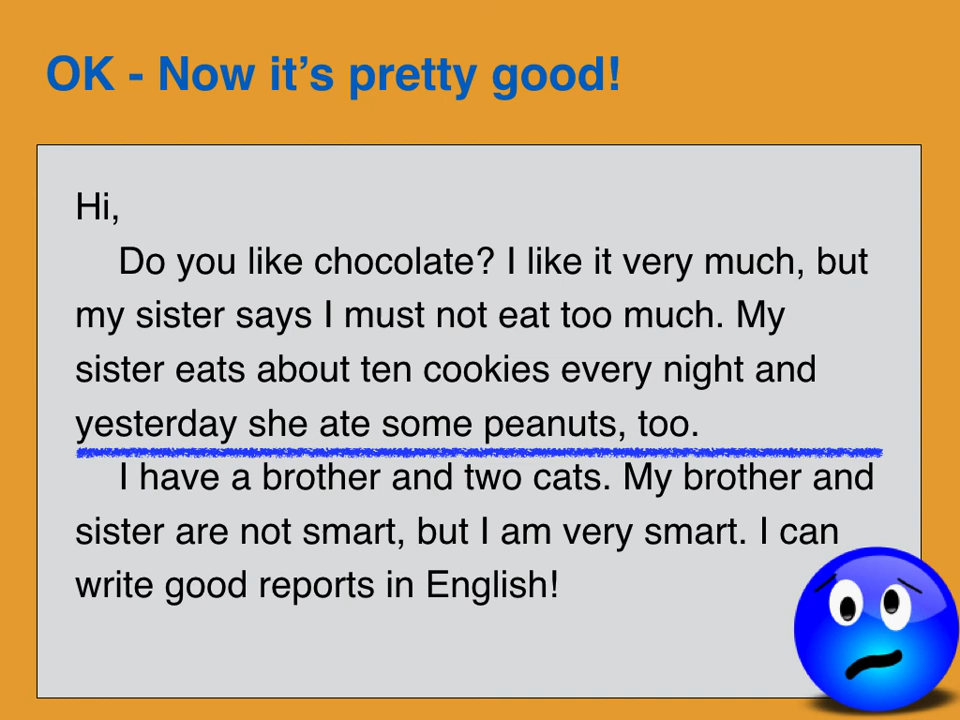 OK - Now it's pretty good!
Hi,
Do you like chocolate? I like it very much, but
my sister says I must not eat too much. My
sister eats about ten cookies every night and
yesterday she ate some peanuts, too.
I have a brother and two cats. My brother and
sister are not smart, but I am very smart. I can
write good reports in English!